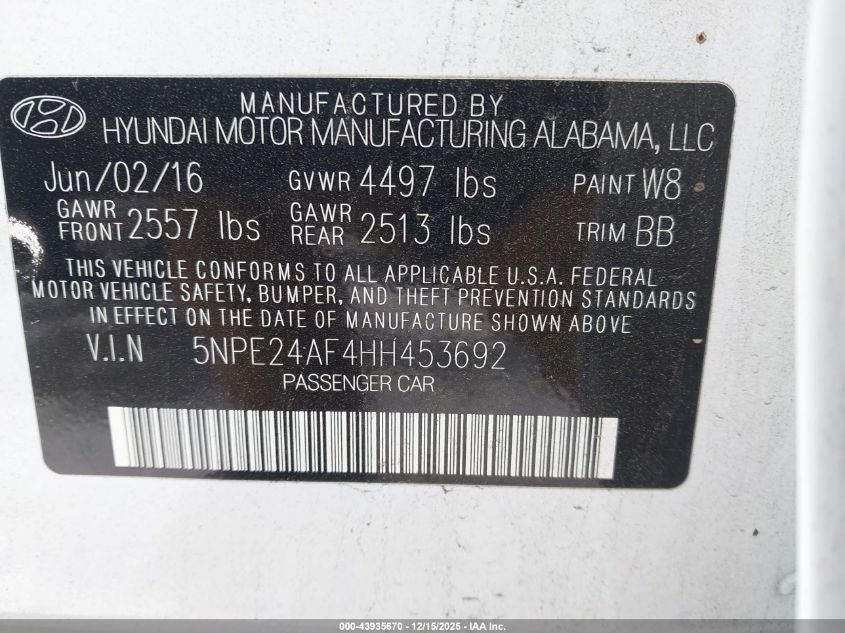 MANUFACTURED BY
HYUNDAI MOTOR MANUFACTURING ALABAMA, LLC
Jun/02/16 GVWR 4497 lbs PAINT W8
GAWR FRONT 2557 lbs GAWR REAR 2513 lbs TRIM BB
THIS VEHICLE CONFORMS TO ALL APPLICABLE U.S.A. FEDERAL
MOTOR VEHICLE SAFETY, BUMPER, AND THEFT PREVENTION STANDARDS
IN EFFECT ON THE DATE OF MANUFACTURE SHOWN ABOVE
V.I.N 5NPE24AF4HH453692
PASSENGER CAR
000-43935670 - 12/15/2025 - IAA Inc.